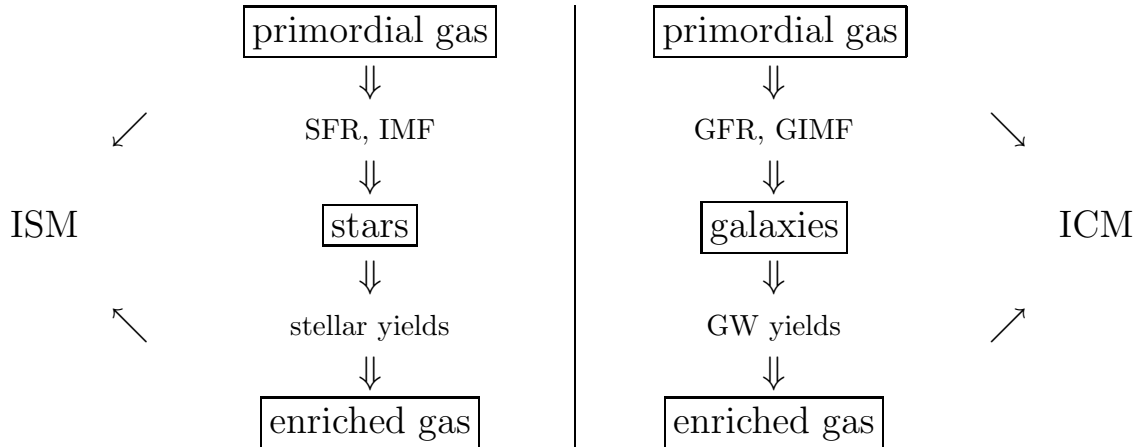 primordial gas
⇓
SFR, IMF
⇓
ISM
stars
⇓
stellar yields
⇓
enriched gas
primordial gas
⇓
GFR, GIMF
⇓
galaxies
ICM
⇓
GW yields
⇓
enriched gas